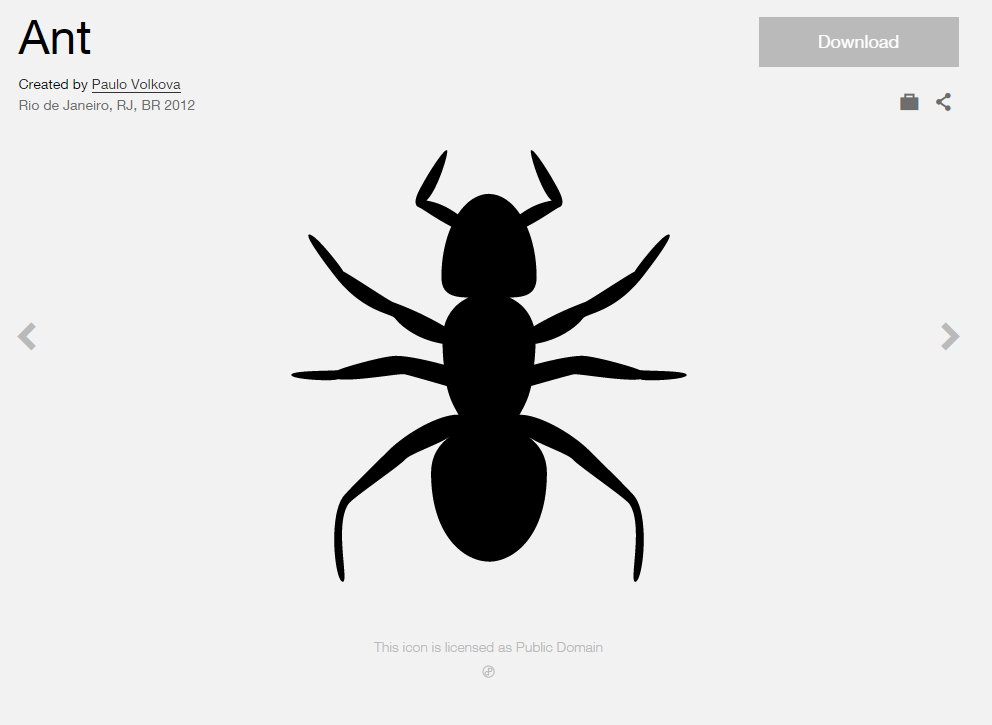 Ant
Download
Created by Paulo Volkova
Rio de Janeiro, RJ, BR 2012
This icon is licensed as Public Domain